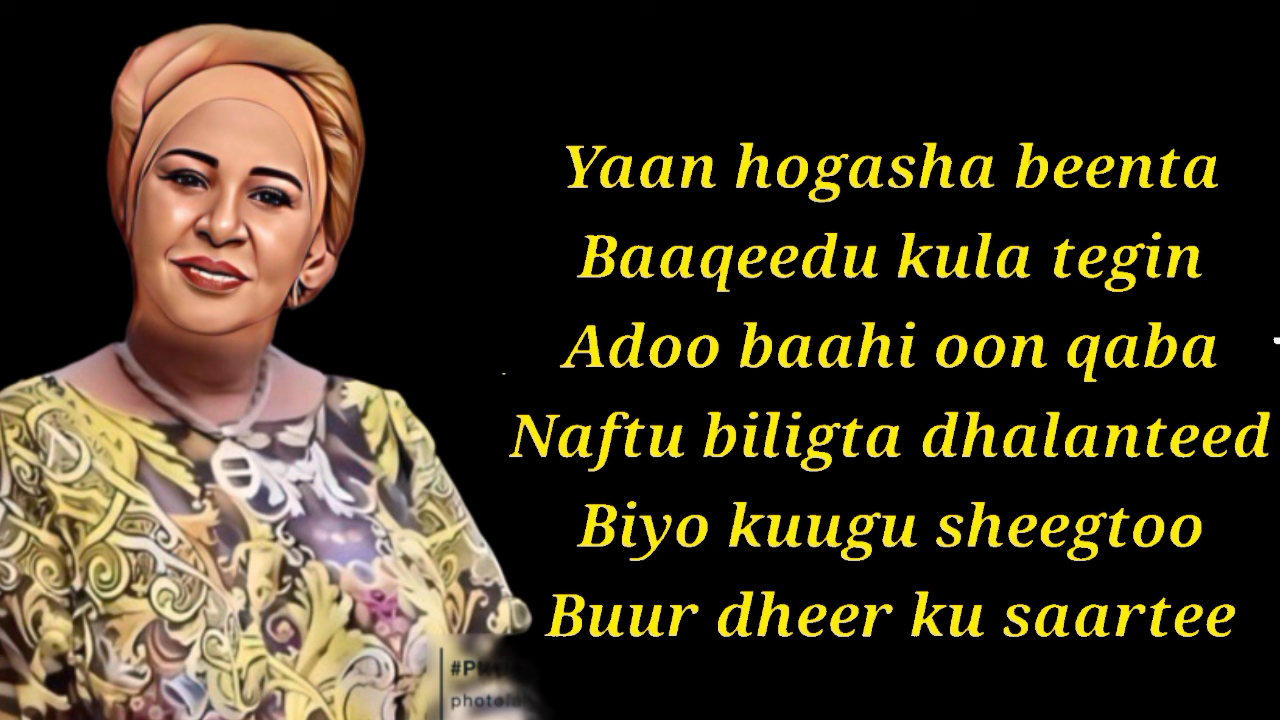 Yaan hogasha beenta
Baaqeedu kula tegin
Adoo baahi oon qaba
Naftu biligta dhalanteed
Biyo kuugu sheegtoo
Buur dheer ku saartee